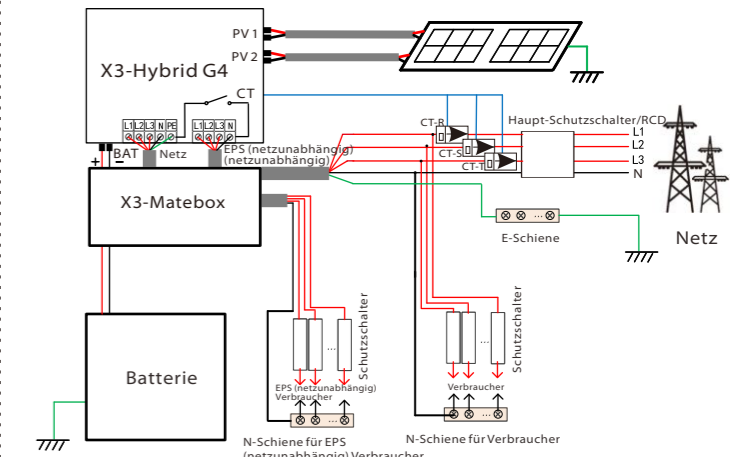 PV 1
PV 2
X3-Hybrid G4
CT
L1 L2 L3 N PE
L1 L2 L3 N
+ BAT −
Netz
EPS (netzunabhängig)
(netzunabhängig)
CT-R
CT-S
CT-T
Haupt-Schutzschalter/RCD
L1
L2
L3
N
X3-Matebox
E-Schiene
...
Netz
Batterie
Schutzschalter
...
EPS (netzunabhängig)
Verbraucher
...
N-Schiene für EPS
(netzunabhängig) Verbraucher
Schutzschalter
...
Verbraucher
...
N-Schiene für Verbraucher